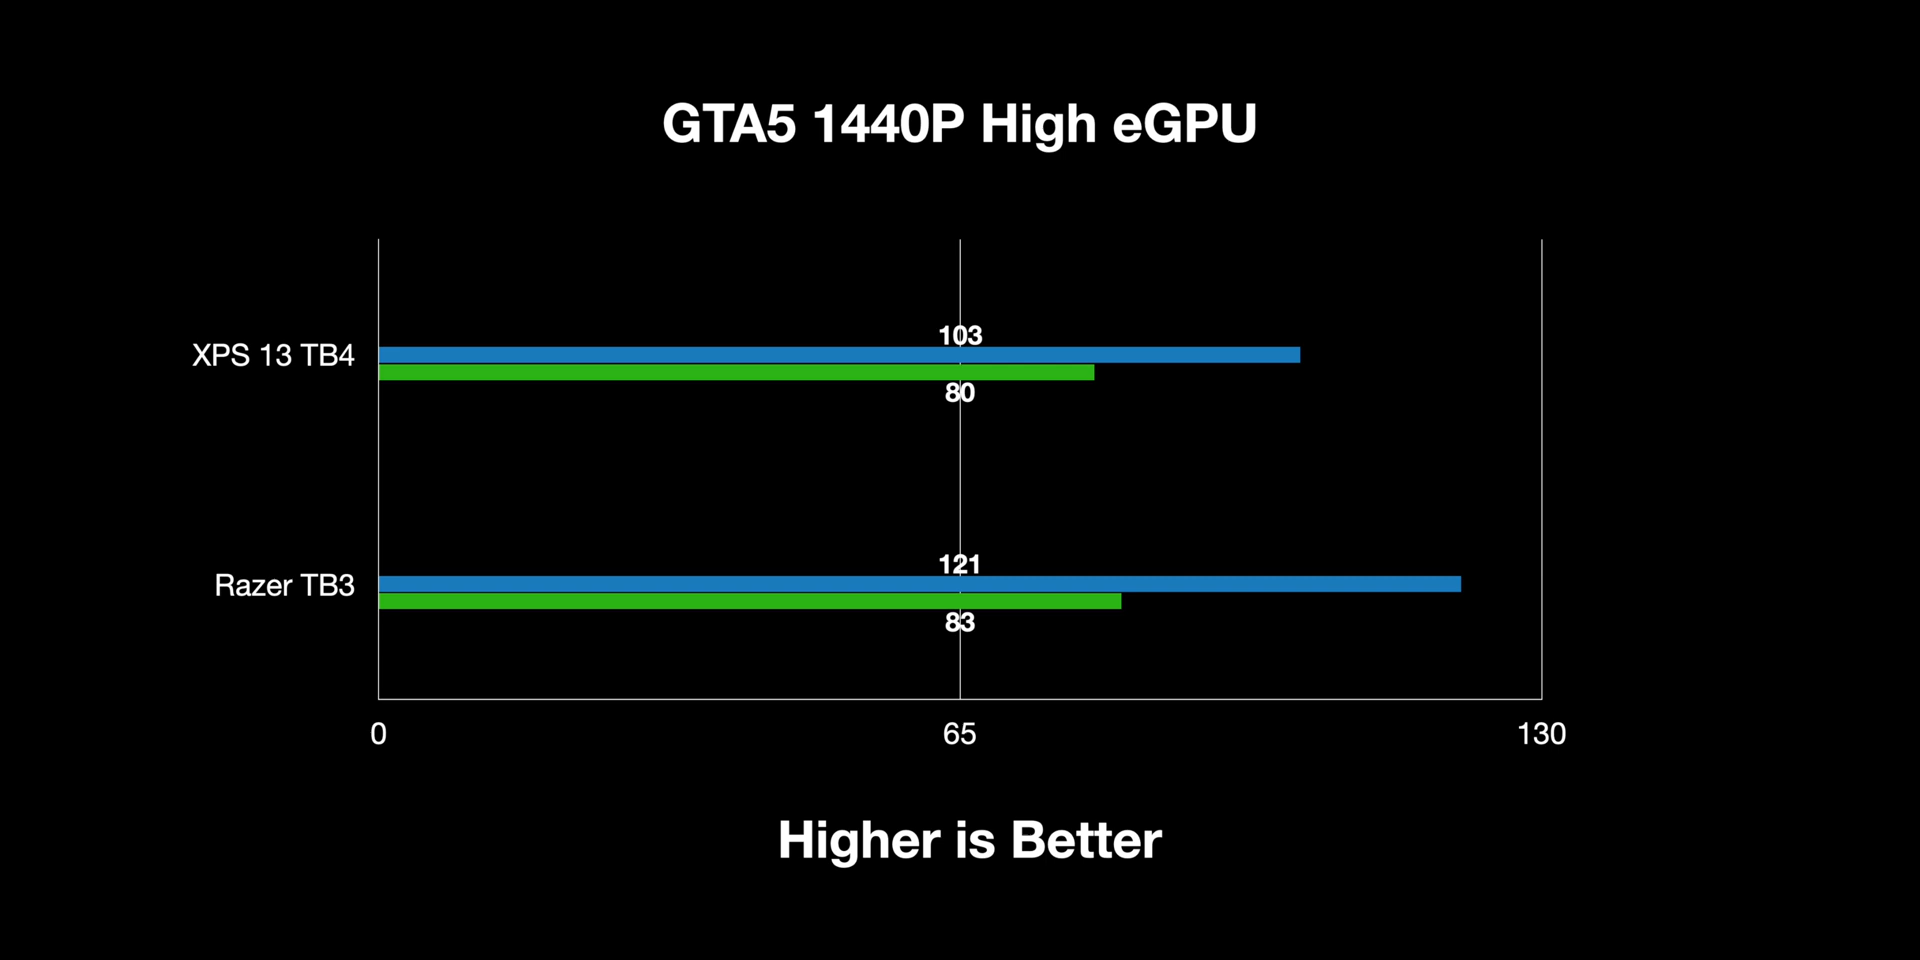 GTA5 1440P High eGPU
XPS 13 TB4
103
80
Razer TB3
121
83
0
65
130
Higher is Better